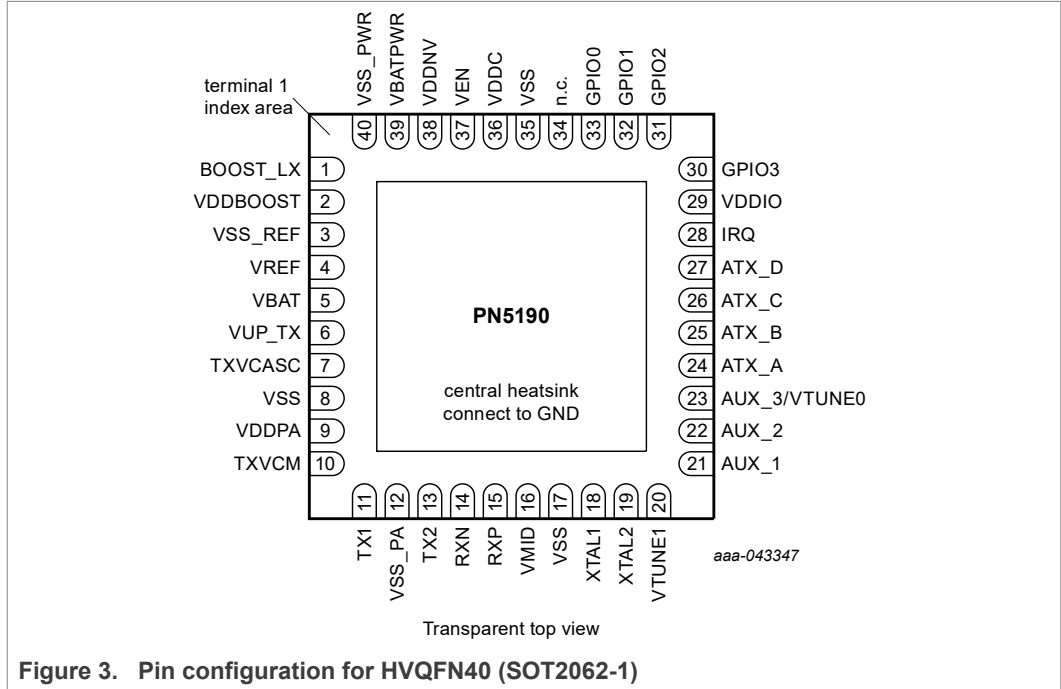 terminal 1
index area
VSS_PWR
VBATPWR
VDDNV
VEN
VDDC
VSS
n.c.
GPIO0
GPIO1
GPIO2
40
39
38
37
36
35
34
33
32
31
BOOST_LX 1
VDDBOOST 2
VSS_REF 3
VREF 4
VBAT 5
VUP_TX 6
TXVCASC 7
VSS 8
VDDPA 9
TXVCM 10
30 GPIO3
29 VDDIO
28 IRQ
27 ATX_D
26 ATX_C
25 ATX_B
24 ATX_A
23 AUX_3/VTUNE0
22 AUX_2
21 AUX_1
PN5190
central heatsink
connect to GND
11
12
13
14
15
16
17
18
19
20
TX1
VSS_PA
TX2
RXN
RXP
VMID
VSS
XTAL1
XTAL2
VTUNE1
aaa-043347
Transparent top view
Figure 3. Pin configuration for HVQFN40 (SOT2062-1)